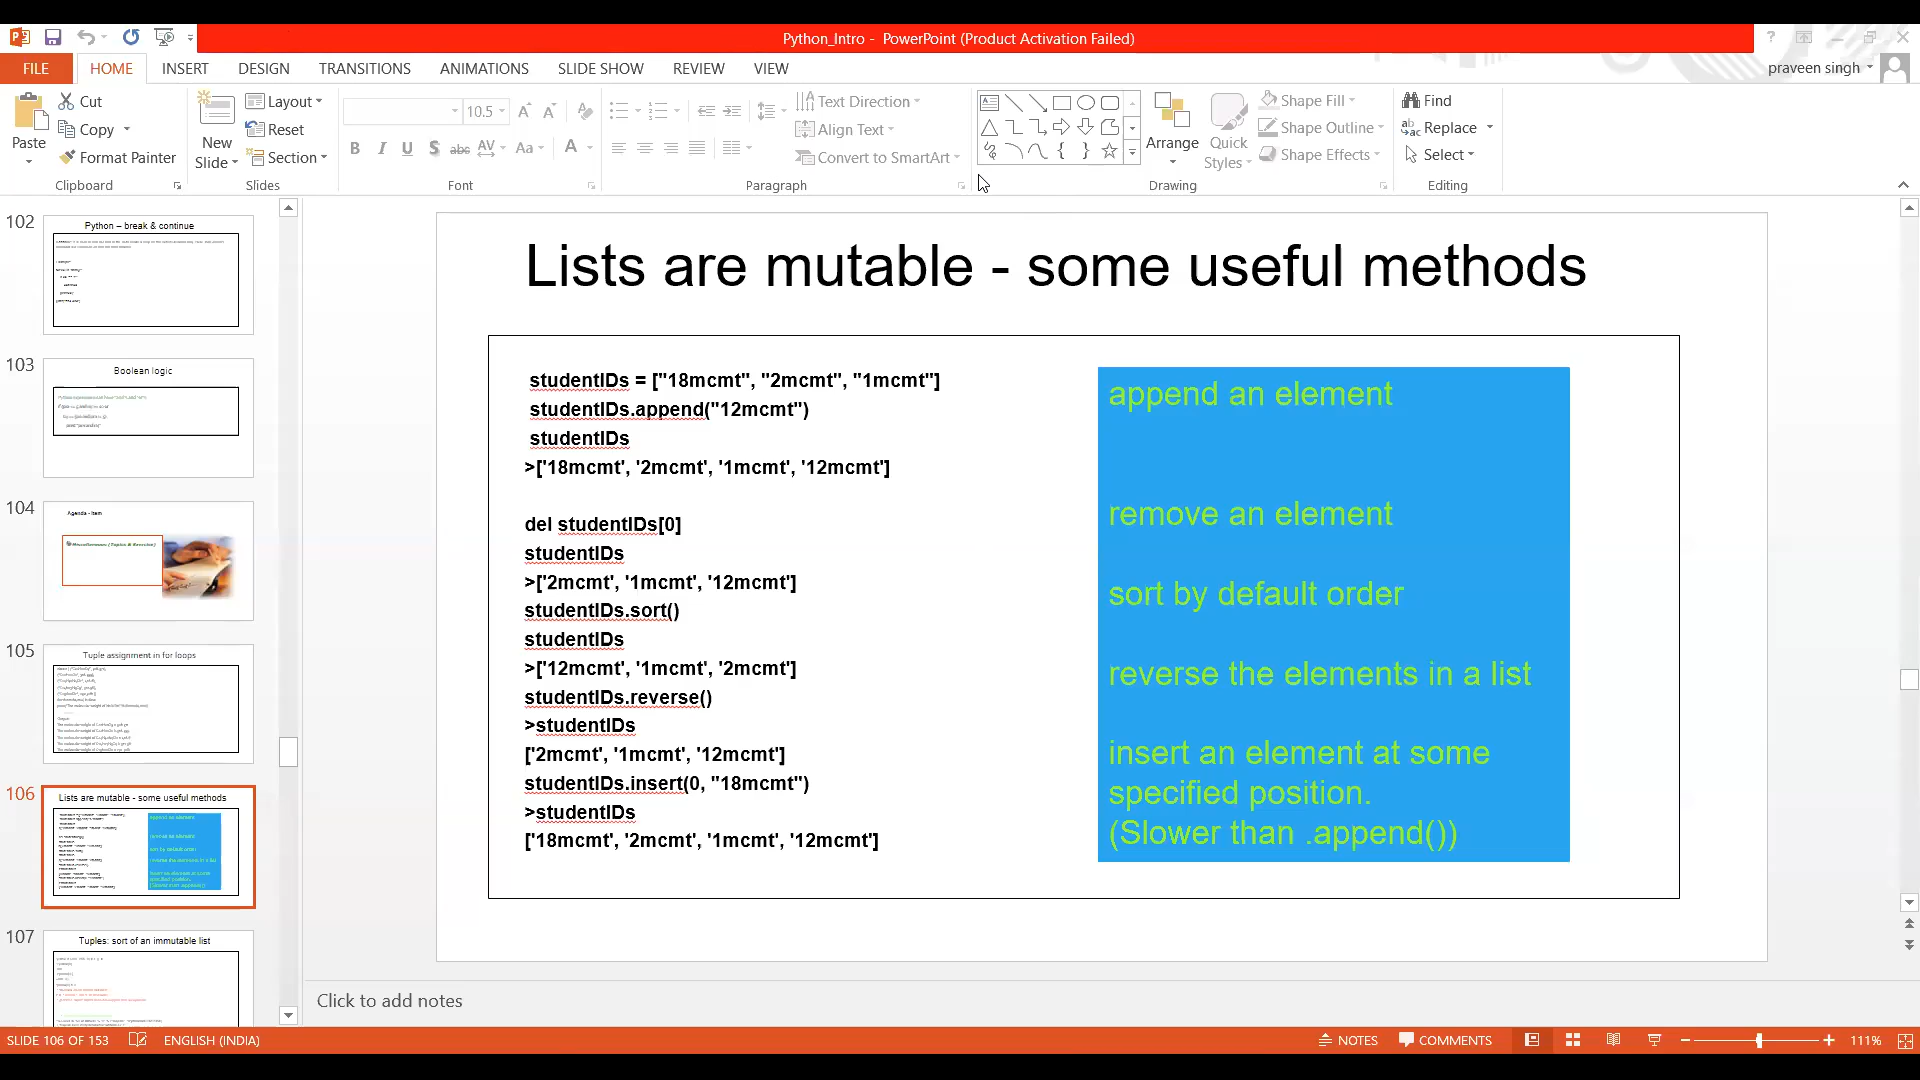 Python_Intro - PowerPoint (Product Activation Failed)
FILE HOME INSERT DESIGN TRANSITIONS ANIMATIONS SLIDE SHOW REVIEW VIEW praveen singh
Paste
Cut
Copy
Format Painter
Clipboard
New
Slide
Layout
Reset
Section
Slides
10.5
Font
Text Direction
Align Text
Convert to SmartArt
Paragraph
Arrange
Quick
Styles
Shape Fill
Shape Outline
Shape Effects
Drawing
Find
Replace
Select
Editing
102
Python – break & continue
103
Boolean logic
104
Agenda - Item
Miscellaneous (Topics & Exercise)
105
Tuple assignment in for loops
106
Lists are mutable - some useful methods
107
Tuples: sort of an immutable list
Lists are mutable - some useful methods
studentIDs = ["18mcmt", "2mcmt", "1mcmt"]
studentIDs.append("12mcmt")
studentIDs
>['18mcmt', '2mcmt', '1mcmt', '12mcmt']
del studentIDs[0]
studentIDs
>['2mcmt', '1mcmt', '12mcmt']
studentIDs.sort()
studentIDs
>['12mcmt', '1mcmt', '2mcmt']
studentIDs.reverse()
>studentIDs
['2mcmt', '1mcmt', '12mcmt']
studentIDs.insert(0, "18mcmt")
>studentIDs
['18mcmt', '2mcmt', '1mcmt', '12mcmt']
append an element
remove an element
sort by default order
reverse the elements in a list
insert an element at some
specified position.
(Slower than .append())
Click to add notes
SLIDE 106 OF 153 ENGLISH (INDIA) NOTES COMMENTS 111%